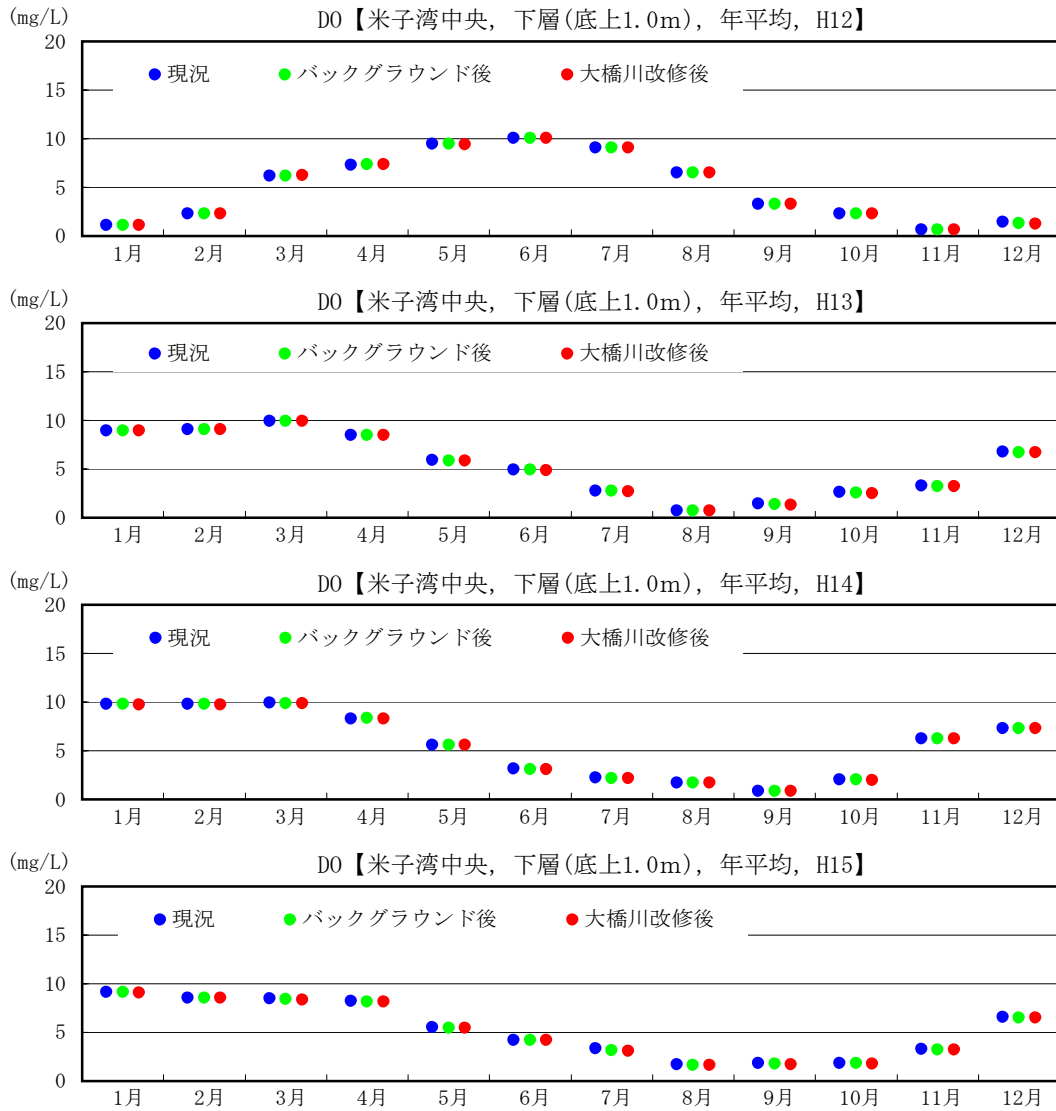 (mg/L) DO【米子湾中央, 下層(底上1.0m), 年平均, H12】
20
● 現況 ● バックグラウンド後 ● 大橋川改修後
15
10
5
0
1月 2月 3月 4月 5月 6月 7月 8月 9月 10月 11月 12月
(mg/L) DO【米子湾中央, 下層(底上1.0m), 年平均, H13】
20
● 現況 ● バックグラウンド後 ● 大橋川改修後
15
10
5
0
1月 2月 3月 4月 5月 6月 7月 8月 9月 10月 11月 12月
(mg/L) DO【米子湾中央, 下層(底上1.0m), 年平均, H14】
20
● 現況 ● バックグラウンド後 ● 大橋川改修後
15
10
5
0
1月 2月 3月 4月 5月 6月 7月 8月 9月 10月 11月 12月
(mg/L) DO【米子湾中央, 下層(底上1.0m), 年平均, H15】
20
● 現況 ● バックグラウンド後 ● 大橋川改修後
15
10
5
0
1月 2月 3月 4月 5月 6月 7月 8月 9月 10月 11月 12月